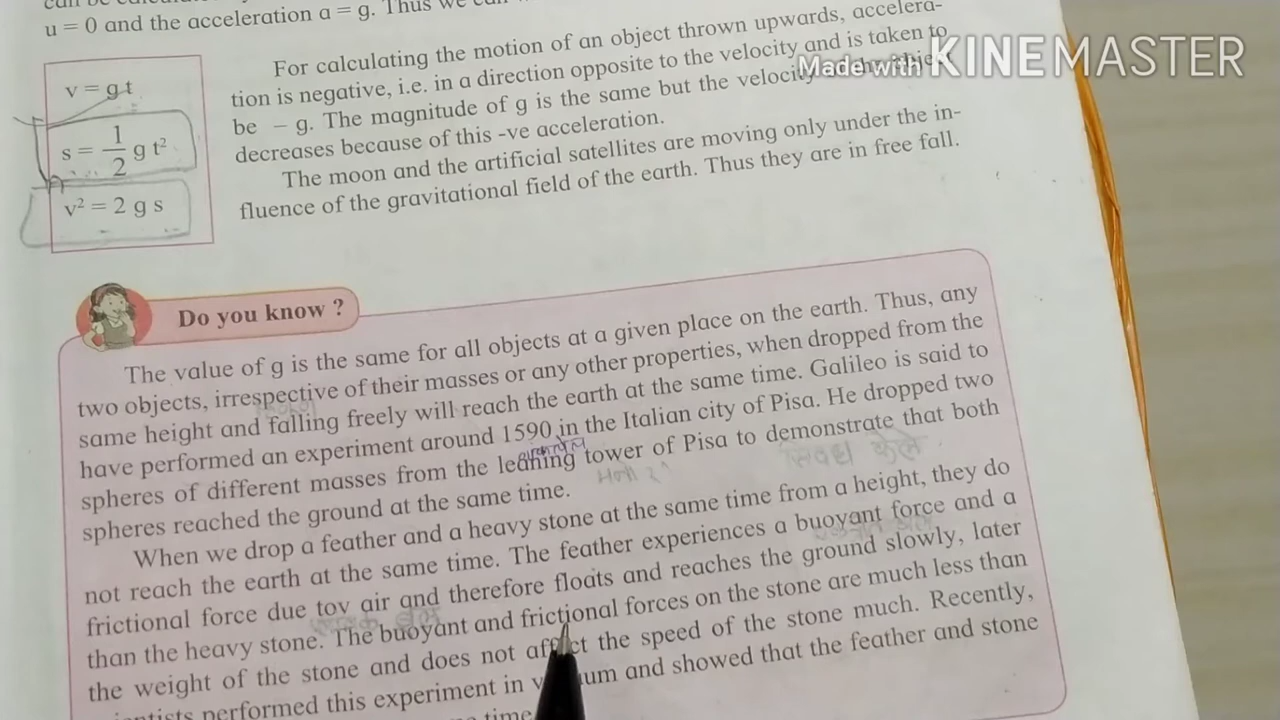 u = 0 and the acceleration a = g. Thus we can
v = g t
s = 1/2 g t²
v² = 2 g s
For calculating the motion of an object thrown upwards, accelera-
tion is negative, i.e. in a direction opposite to the velocity and is taken to
be – g. The magnitude of g is the same but the velocity
decreases because of this -ve acceleration.
The moon and the artificial satellites are moving only under the in-
fluence of the gravitational field of the earth. Thus they are in free fall.
Made with KINEMASTER
Do you know ?
The value of g is the same for all objects at a given place on the earth. Thus, any
two objects, irrespective of their masses or any other properties, when dropped from the
same height and falling freely will reach the earth at the same time. Galileo is said to
have performed an experiment around 1590 in the Italian city of Pisa. He dropped two
spheres of different masses from the leaning tower of Pisa to demonstrate that both
spheres reached the ground at the same time.
When we drop a feather and a heavy stone at the same time from a height, they do
not reach the earth at the same time. The feather experiences a buoyant force and a
frictional force due tov air and therefore floats and reaches the ground slowly, later
than the heavy stone. The buoyant and frictional forces on the stone are much less than
the weight of the stone and does not affect the speed of the stone much. Recently,
performed this experiment in and showed that the feather and stone
time